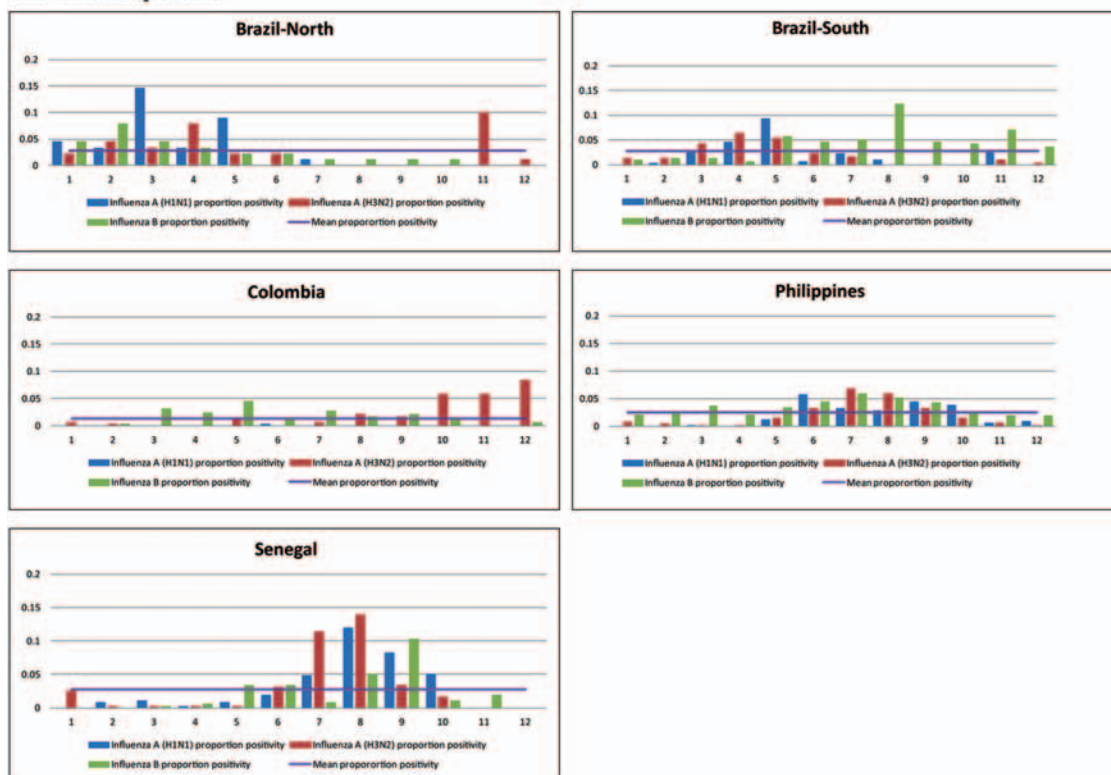 Brazil-North
0.2
0.15
0.1
0.05
0
1 2 3 4 5 6 7 8 9 10 11 12
Influenza A (H1N1) proportion positivity Influenza A (H3N2) proportion positivity
Influenza B proportion positivity Mean proporortion positivity
Brazil-South
0.2
0.15
0.1
0.05
0
1 2 3 4 5 6 7 8 9 10 11 12
Influenza A (H1N1) proportion positivity Influenza A (H3N2) proportion positivity
Influenza B proportion positivity Mean proporortion positivity
Colombia
0.2
0.15
0.1
0.05
0
1 2 3 4 5 6 7 8 9 10 11 12
Influenza A (H1N1) proportion positivity Influenza A (H3N2) proportion positivity
Influenza B proportion positivity Mean proporortion positivity
Philippines
0.2
0.15
0.1
0.05
0
1 2 3 4 5 6 7 8 9 10 11 12
Influenza A (H1N1) proportion positivity Influenza A (H3N2) proportion positivity
Influenza B proportion positivity Mean proporortion positivity
Senegal
0.2
0.15
0.1
0.05
0
1 2 3 4 5 6 7 8 9 10 11 12
Influenza A (H1N1) proportion positivity Influenza A (H3N2) proportion positivity
Influenza B proportion positivity Mean proporortion positivity